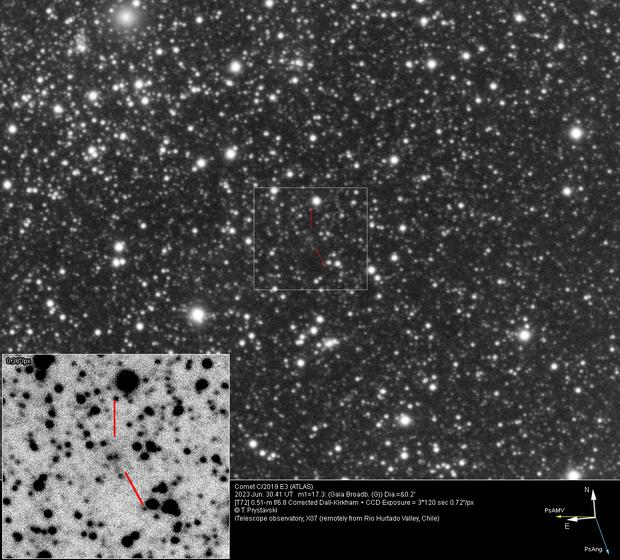 0.36"/px
Comet C/2019 E3 (ATLAS)
2023 Jun. 30.41 UT m1=17.3: (Gaia Broadb. (G)) Dia.=&0.2'
[T72] 0.51-m f/6.8 Corrected Dall-Kirkham + CCD Exposure = 3*120 sec 0.72"/px
© T. Prystavski
iTelescope observatory, X07 (remotely from Rio Hurtado Valley, Chile)
N
PsAMV
E
PsAng